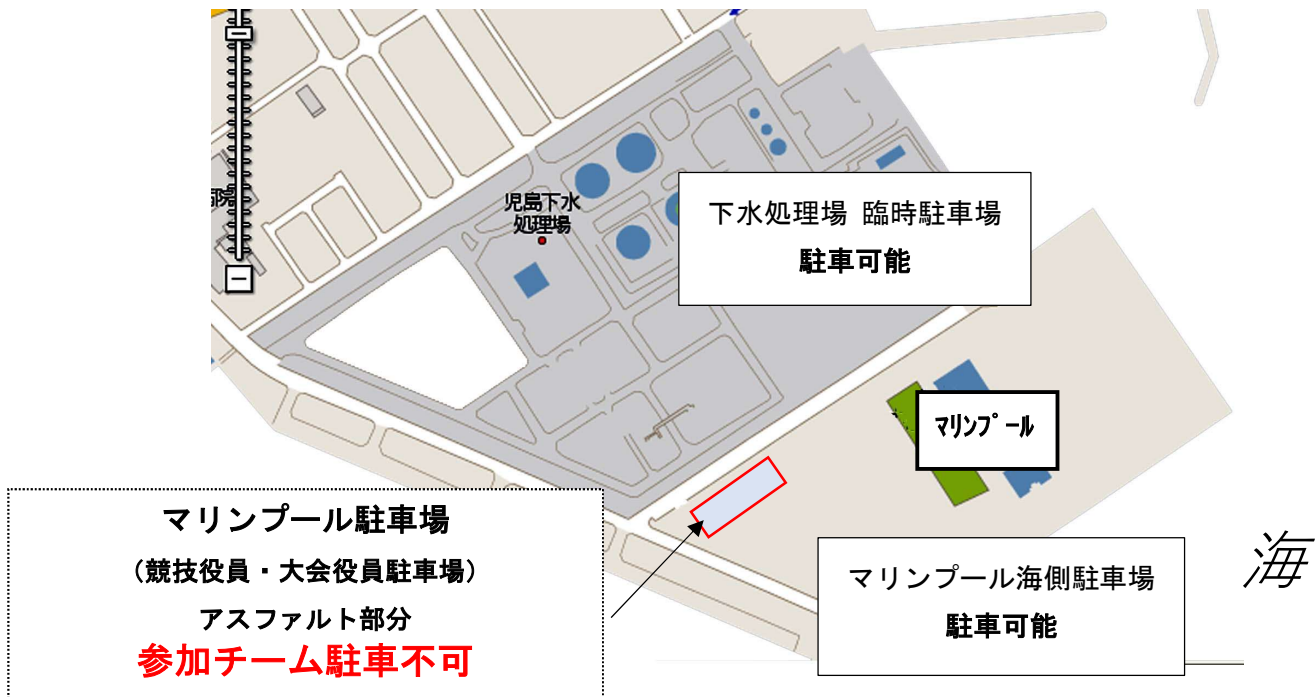 院
児島下水
処理場
下水処理場 臨時駐車場
駐車可能
マリンプール
マリンプール駐車場
（競技役員・大会役員駐車場）
アスファルト部分
参加チーム駐車不可
マリンプール海側駐車場
駐車可能
海